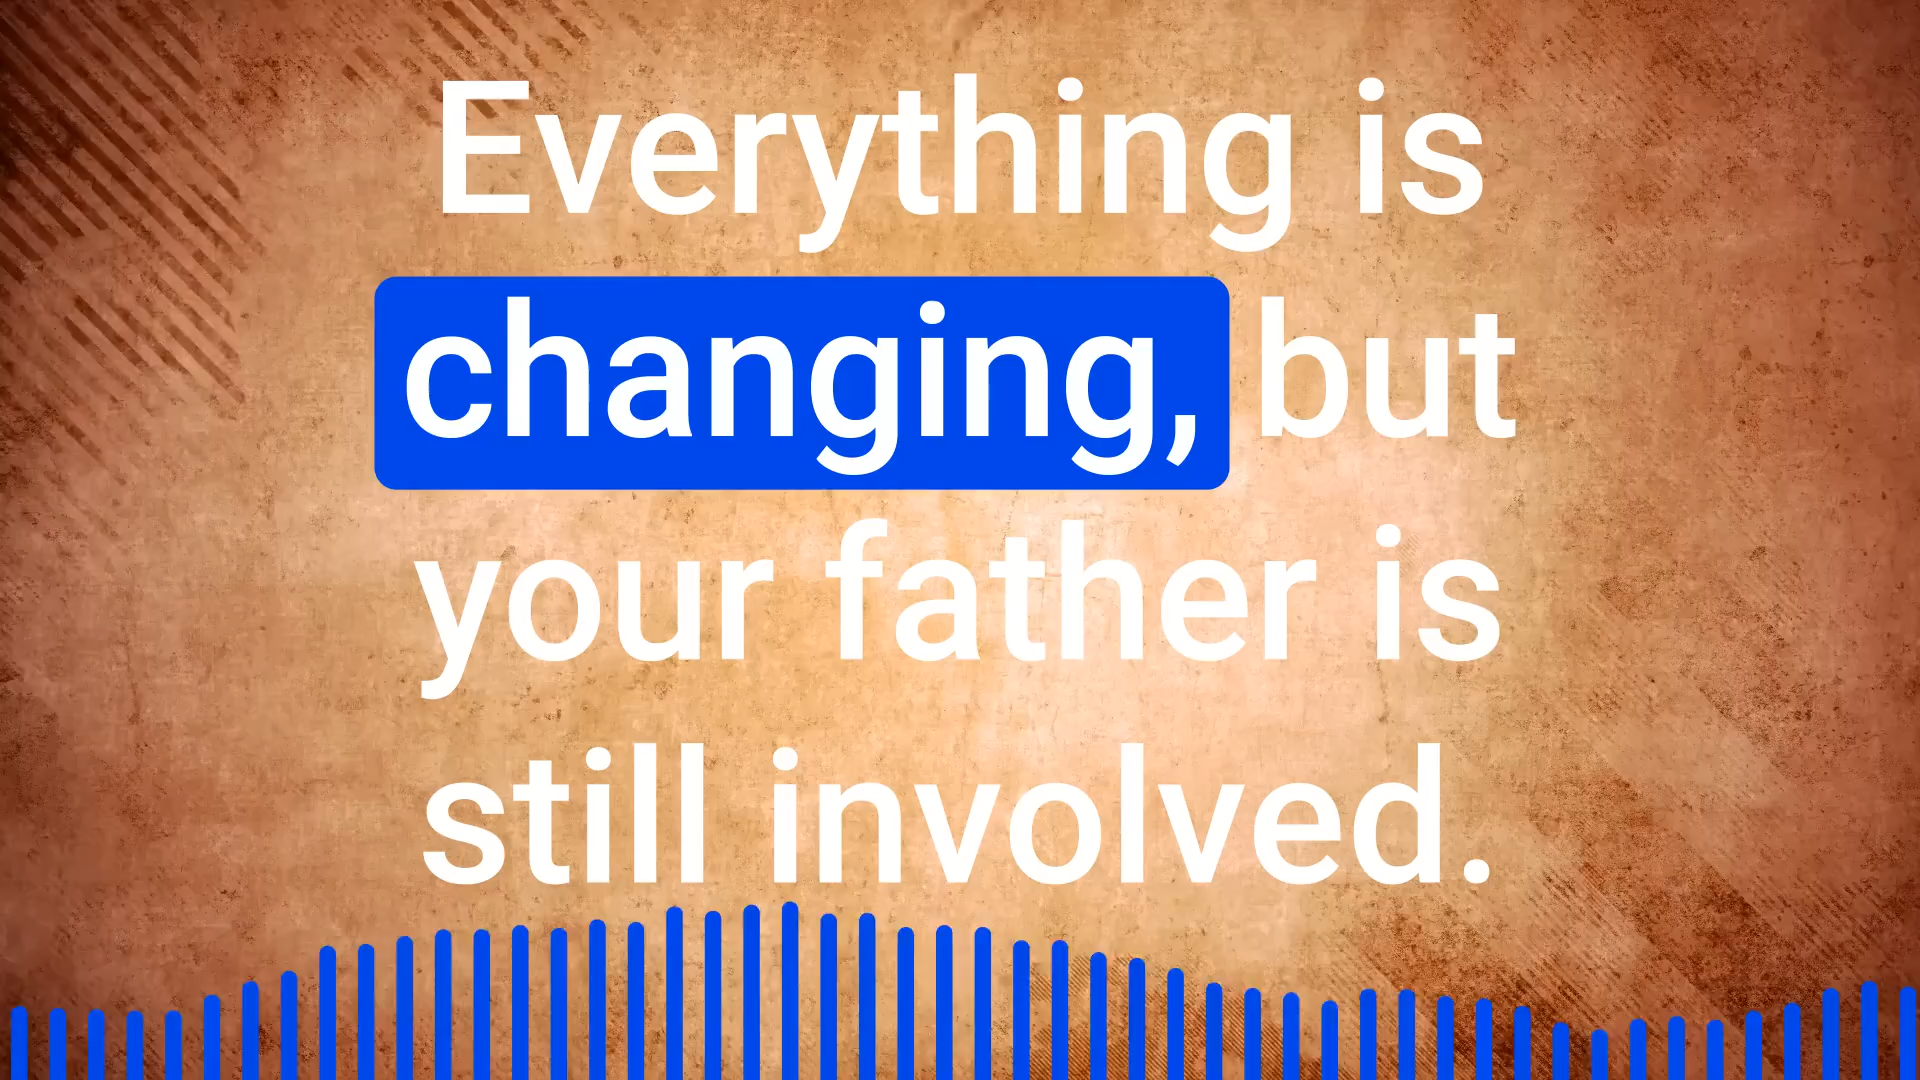 Everything is
changing, but
your father is
still involved.